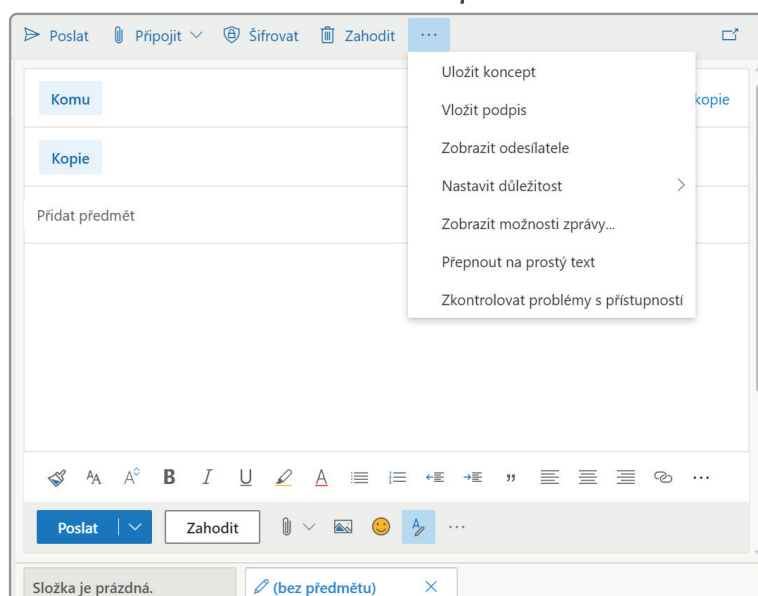 Poslat Připojit Šifrovat Zahodit ...
Uložit koncept
Komu kopie
Vložit podpis
Zobrazit odesílatele
Kopie
Nastavit důležitost
Přidat předmět
Zobrazit možnosti zprávy...
Přepnout na prostý text
Zkontrolovat problémy s přístupností
Poslat Zahodit ...
Složka je prázdná. (bez předmětu)